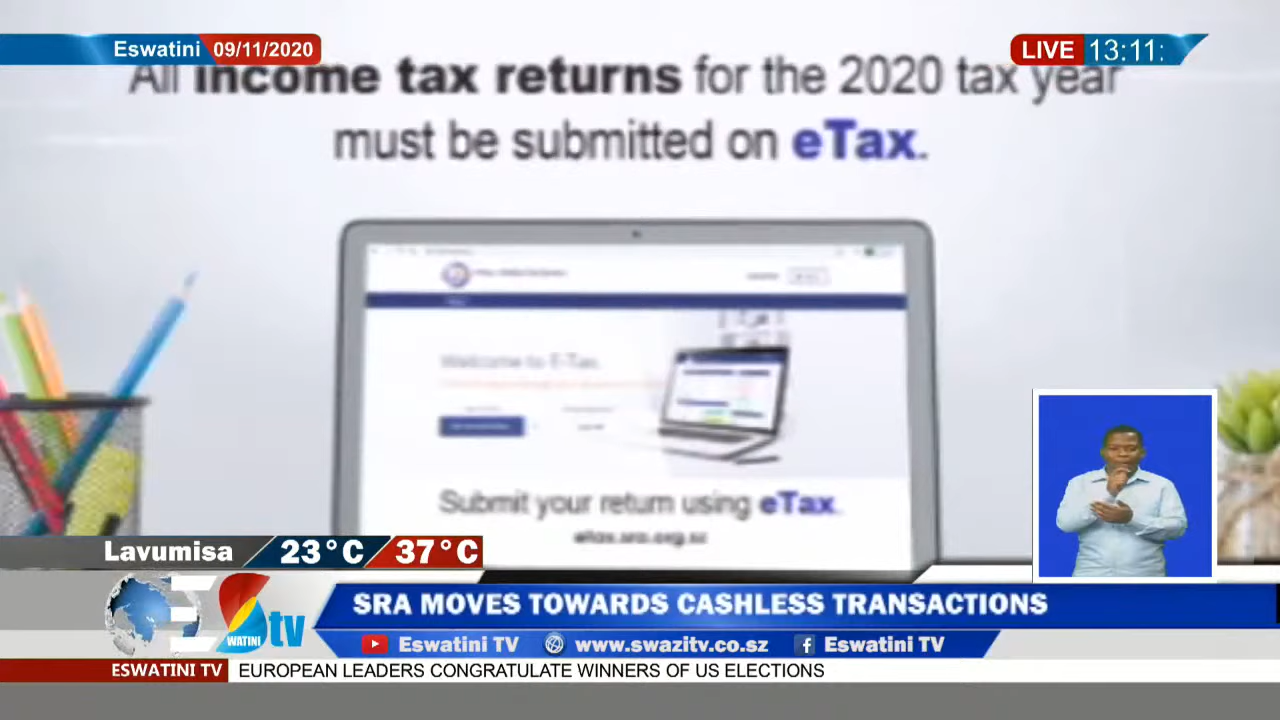 Eswatini 09/11/2020
LIVE 13:11:
All income tax returns for the 2020 tax year
must be submitted on eTax.
Welcome to E-Tax.
Submit your return using eTax.
etax.sra.org.sz
Lavumisa 23°C 37°C
E WATINI tv
SRA MOVES TOWARDS CASHLESS TRANSACTIONS
Eswatini TV www.swazitv.co.sz Eswatini TV
ESWATINI TV EUROPEAN LEADERS CONGRATULATE WINNERS OF US ELECTIONS